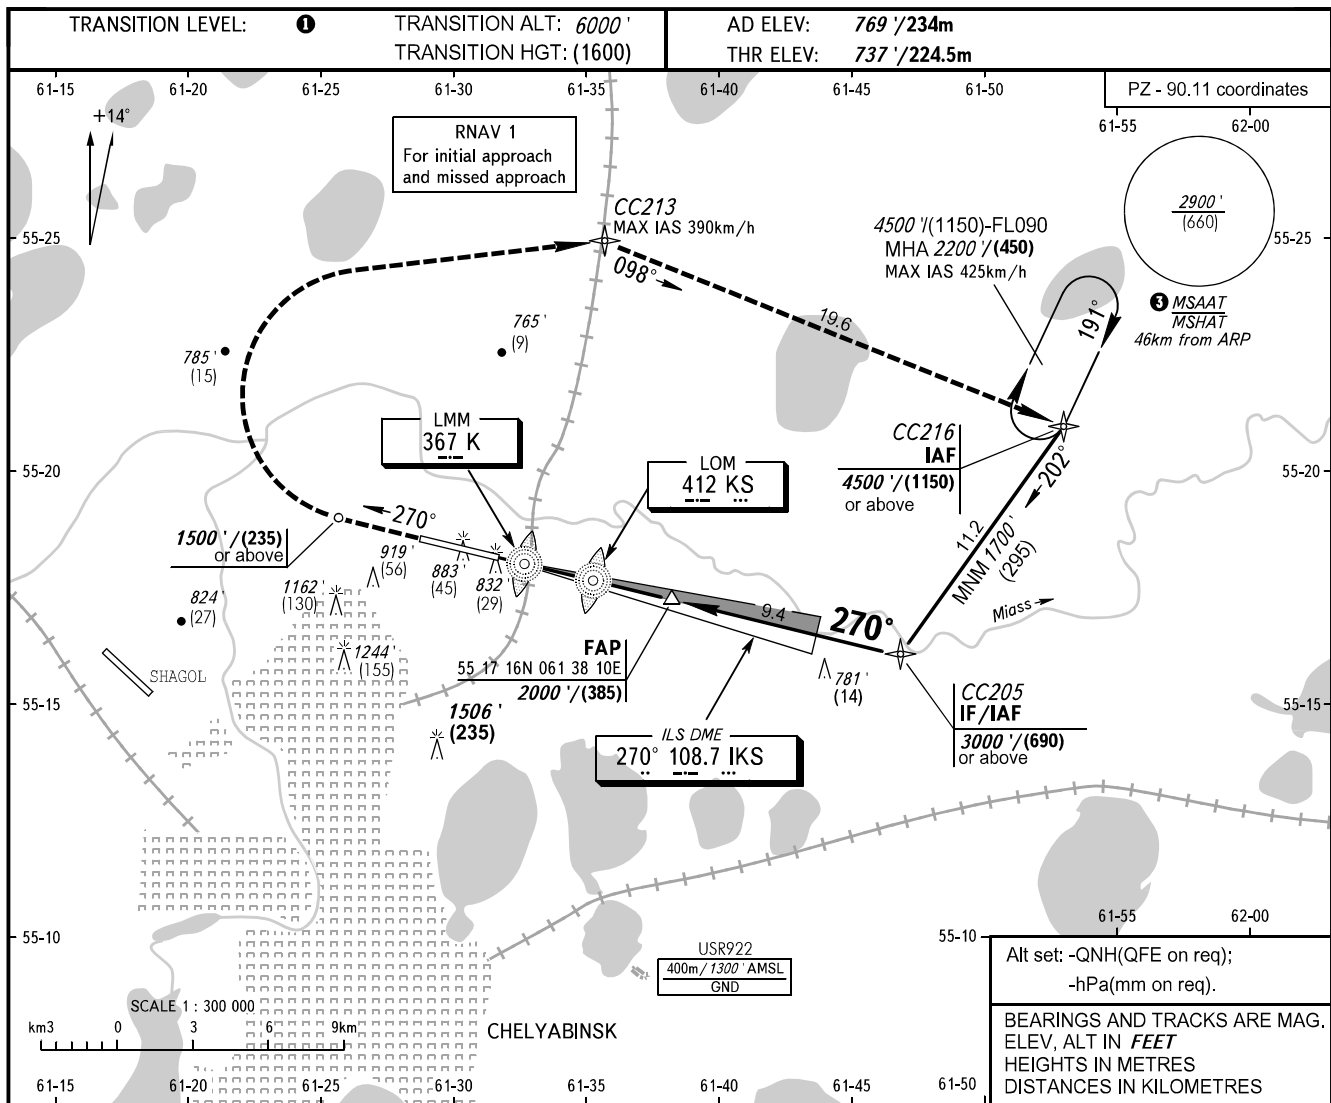 TRANSITION LEVEL: 1
TRANSITION ALT: 6000 '
TRANSITION HGT: (1600)
AD ELEV: 769 '/234m
THR ELEV: 737 '/224.5m
61-15 61-20 61-25 61-30 61-35 61-40 61-45 61-50
PZ - 90.11 coordinates
61-55 62-00
+14°
RNAV 1
For initial approach
and missed approach
CC213
MAX IAS 390km/h
098°
19.6
4500 '/(1150)-FL090
MHA 2200 '/(450)
MAX IAS 425km/h
191°
2900 '
(660)
3 MSAAT
MSHAT
46km from ARP
55-25
55-25
785 '
(15)
765 '
(9)
LMM
367 K
LOM
412 KS
CC216
IAF
4500 '/(1150)
or above
202°
11.2
MNM 1700 '
(295)
55-20
55-20
270°
1500 '/(235)
or above
919 '
(56)
883 '
(45)
832 '
(29)
1162 '
(130)
824 '
(27)
1244 '
(155)
SHAGOL
9.4
270°
Miass
FAP
55 17 16N 061 38 10E
2000 '/(385)
781 '
(14)
1506 '
(235)
ILS DME
270° 108.7 IKS
CC205
IF/IAF
3000 '/(690)
or above
55-15
55-15
55-10
55-10
61-55 62-00
USR922
400m/1300 ' AMSL
GND
CHELYABINSK
SCALE 1 : 300 000
km3 0 3 6 9km
61-15 61-20 61-25 61-30 61-35 61-40 61-45 61-50
Alt set: -QNH(QFE on req);
-hPa(mm on req).
BEARINGS AND TRACKS ARE MAG.
ELEV, ALT IN FEET
HEIGHTS IN METRES
DISTANCES IN KILOMETRES